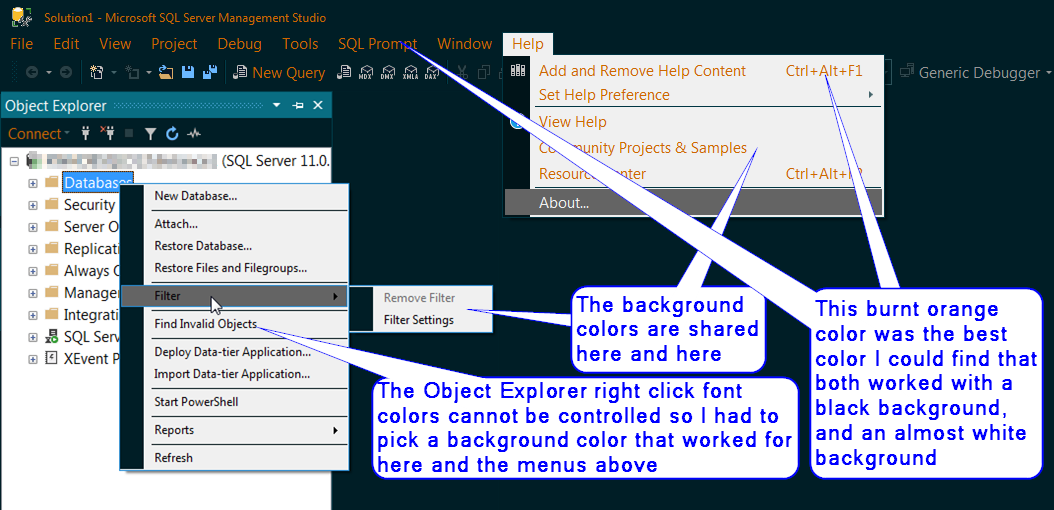 Solution1 - Microsoft SQL Server Management Studio
File Edit View Project Debug Tools SQL Prompt Window Help
New Query MDX DMX XMLA DAX Generic Debugger
Add and Remove Help Content Ctrl+Alt+F1
Set Help Preference
View Help
Community Projects & Samples
Resource Center Ctrl+Alt+F2
About...
Object Explorer
Connect
(SQL Server 11.0.
Databases
Security
Server O
Replicati
Always O
Managem
Integrati
SQL Serv
XEvent P
New Database...
Attach...
Restore Database...
Restore Files and Filegroups...
Filter
Find Invalid Objects
Deploy Data-tier Application...
Import Data-tier Application...
Start PowerShell
Reports
Refresh
Remove Filter
Filter Settings
The background
colors are shared
here and here
This burnt orange
color was the best
color I could find that
both worked with a
black background,
and an almost white
background
The Object Explorer right click font
colors cannot be controlled so I had to
pick a background color that worked for
here and the menus above